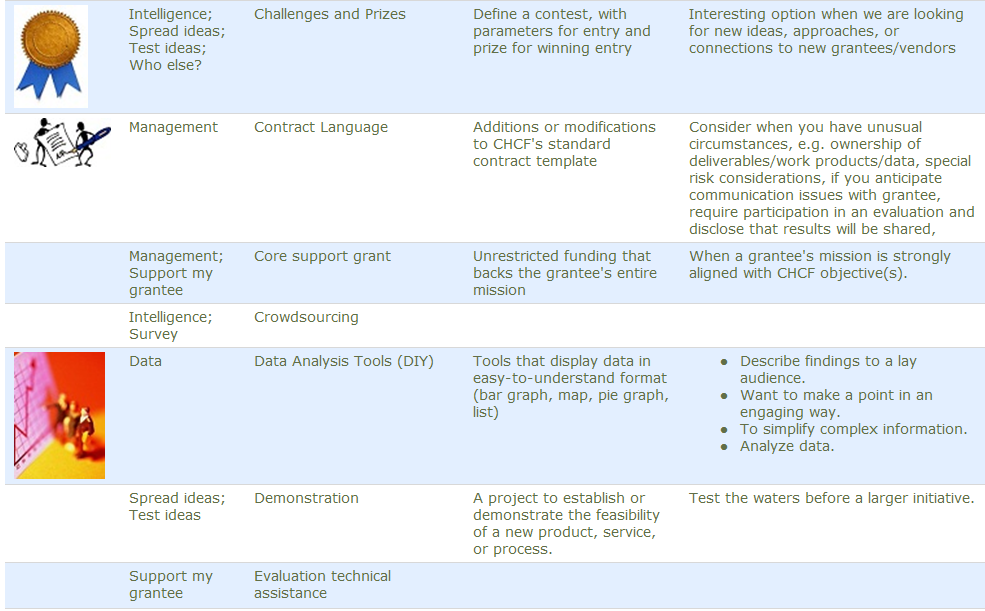 Intelligence;
Spread ideas;
Test ideas;
Who else?
Challenges and Prizes
Define a contest, with
parameters for entry and
prize for winning entry
Interesting option when we are looking
for new ideas, approaches, or
connections to new grantees/vendors
Management
Contract Language
Additions or modifications
to CHCF's standard
contract template
Consider when you have unusual
circumstances, e.g. ownership of
deliverables/work products/data, special
risk considerations, if you anticipate
communication issues with grantee,
require participation in an evaluation and
disclose that results will be shared,
Management;
Support my
grantee
Core support grant
Unrestricted funding that
backs the grantee's entire
mission
When a grantee's mission is strongly
aligned with CHCF objective(s).
Intelligence;
Survey
Crowdsourcing
Data
Data Analysis Tools (DIY)
Tools that display data in
easy-to-understand format
(bar graph, map, pie graph,
list)
• Describe findings to a lay
audience.
• Want to make a point in an
engaging way.
• To simplify complex information.
• Analyze data.
Spread ideas;
Test ideas
Demonstration
A project to establish or
demonstrate the feasibility
of a new product, service,
or process.
Test the waters before a larger initiative.
Support my
grantee
Evaluation technical
assistance